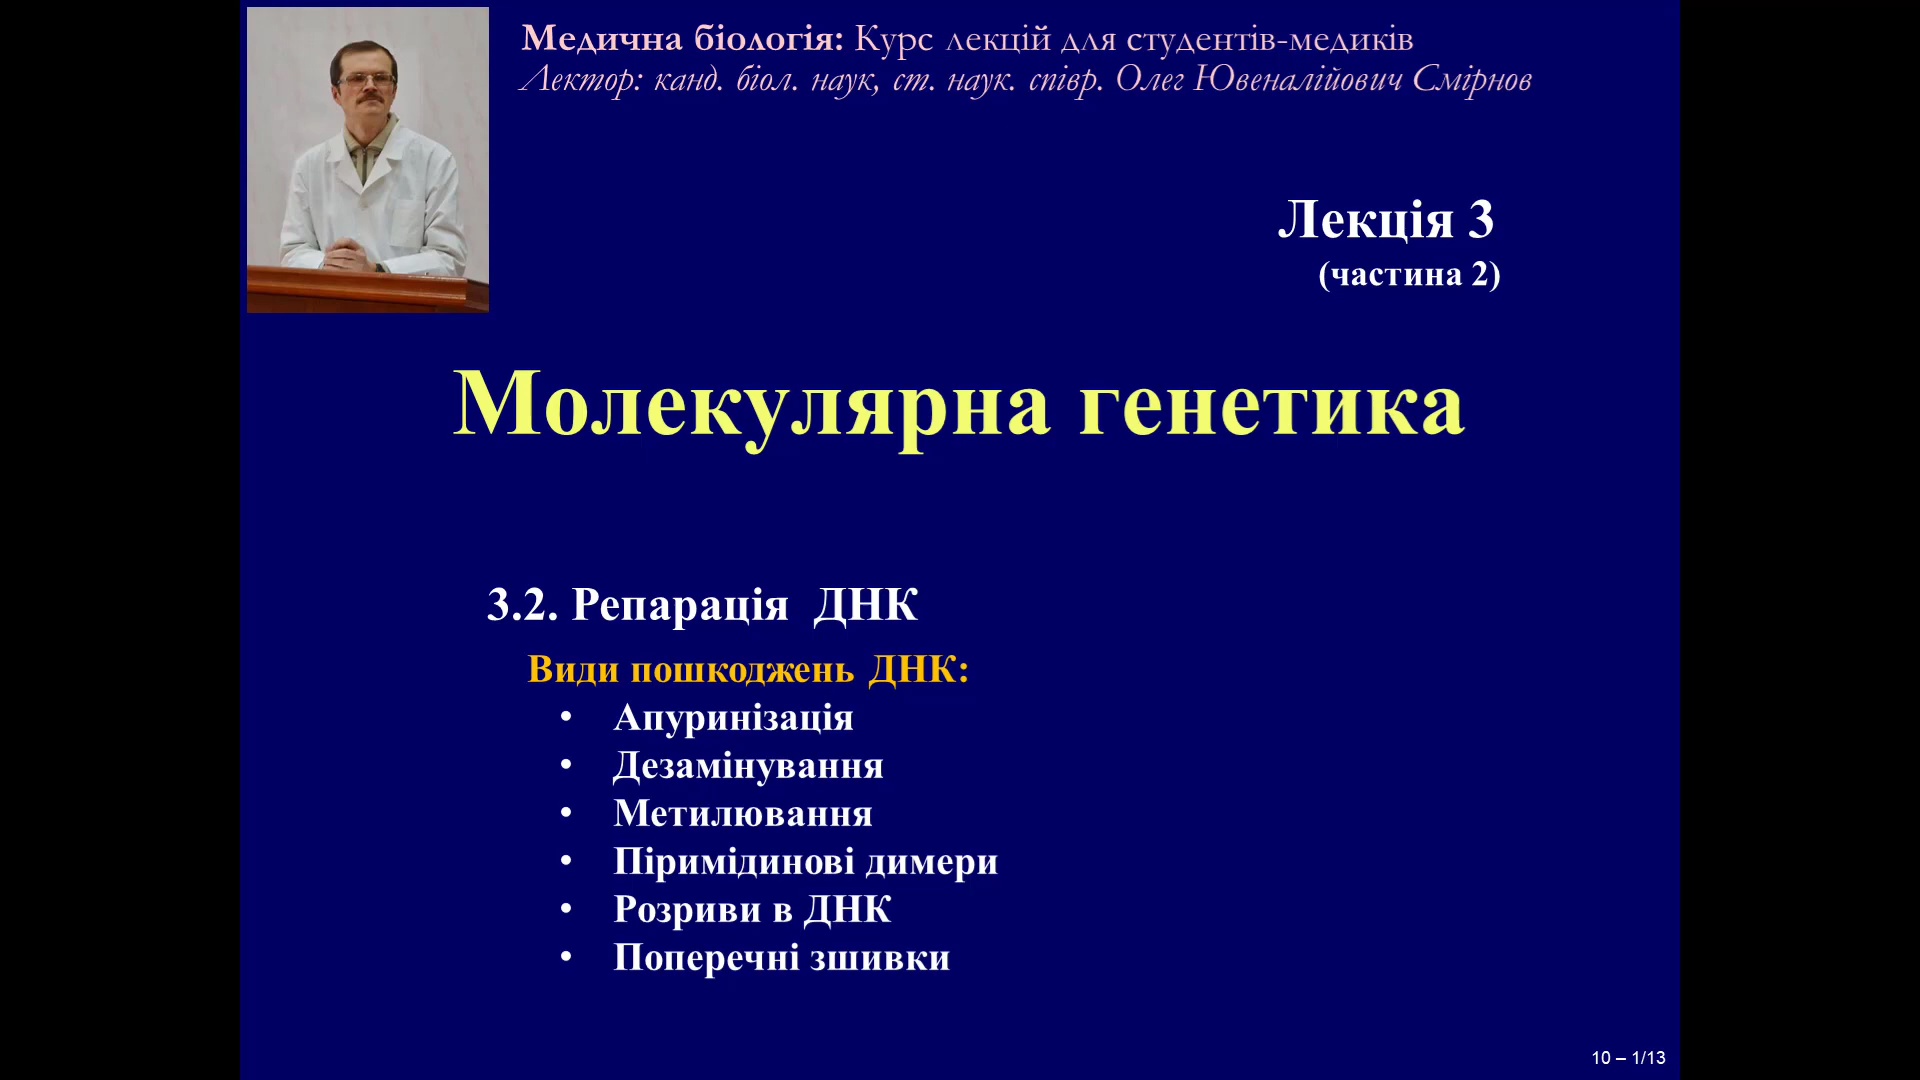 Медична біологія: Курс лекцій для студентів-медиків
Лектор: канд. біол. наук, ст. наук. співр. Олег Ювеналійович Смірнов
Лекція 3
(частина 2)
Молекулярна генетика
3.2. Репарація ДНК
Види пошкоджень ДНК:
• Апуринізація
• Дезамінування
• Метилювання
• Піримідинові димери
• Розриви в ДНК
• Поперечні зшивки
10 – 1/13